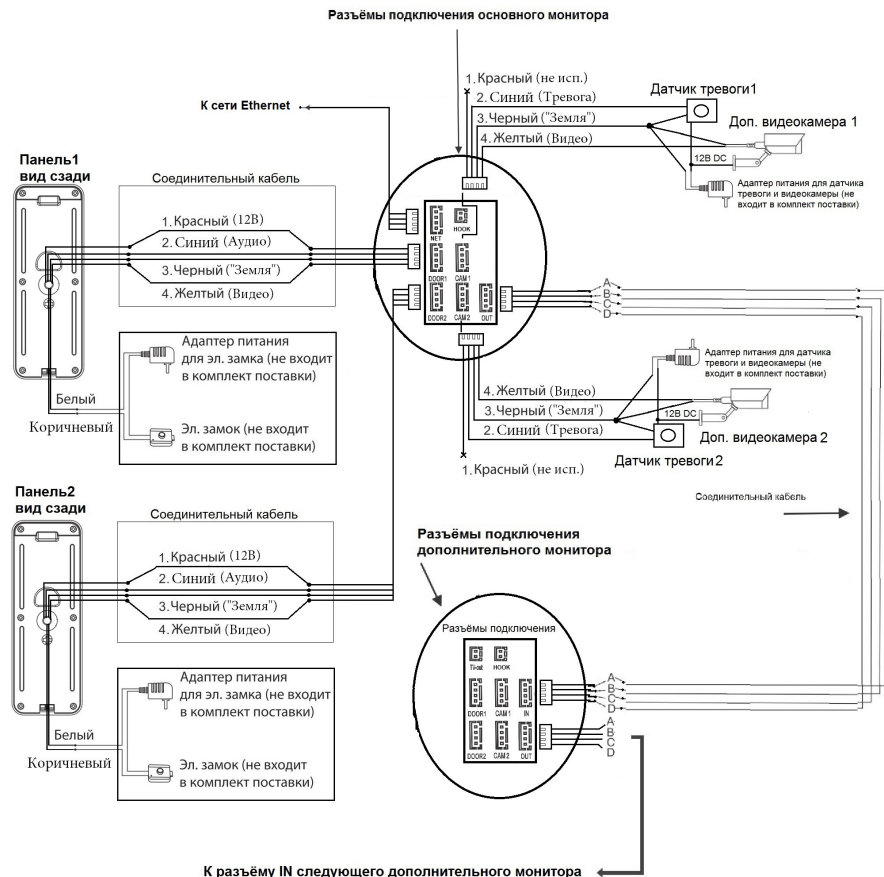 Разъёмы подключения основного монитора
1. Красный (не исп.)
2. Синий (Тревога)
3. Черный ("Земля")
4. Желтый (Видео)
Датчик тревоги1
Доп. видеокамера 1
12В DC
Адаптер питания для датчика
тревоги и видеокамеры (не
входит в комплект поставки)
К сети Ethernet
Панель1
вид сзади
Соединительный кабель
1. Красный (12В)
2. Синий (Аудио)
3. Черный ("Земля")
4. Желтый (Видео)
NET
HOOK
DOOR1
CAM 1
DOOR2
CAM 2
OUT
A
B
C
D
Адаптер питания
для эл. замка (не входит
в комплект поставки)
Белый
Коричневый
Эл. замок (не входит
в комплект поставки)
Адаптер питания для датчика
тревоги и видеокамеры (не
входит в комплект поставки)
4. Желтый (Видео)
3. Черный ("Земля")
2. Синий (Тревога)
1. Красный (не исп.)
12В DC
Доп. видеокамера 2
Датчик тревоги2
Соединительный кабель
Панель2
вид сзади
Соединительный кабель
1. Красный (12В)
2. Синий (Аудио)
3. Черный ("Земля")
4. Желтый (Видео)
Разъёмы подключения
дополнительного монитора
Разъёмы подключения
HOOK
DOOR1
CAM 1
IN
DOOR2
CAM 2
OUT
A
B
C
D
A
B
C
D
Адаптер питания
для эл. замка (не входит
в комплект поставки)
Белый
Коричневый
Эл. замок (не входит
в комплект поставки)
К разъёму IN следующего дополнительного монитора